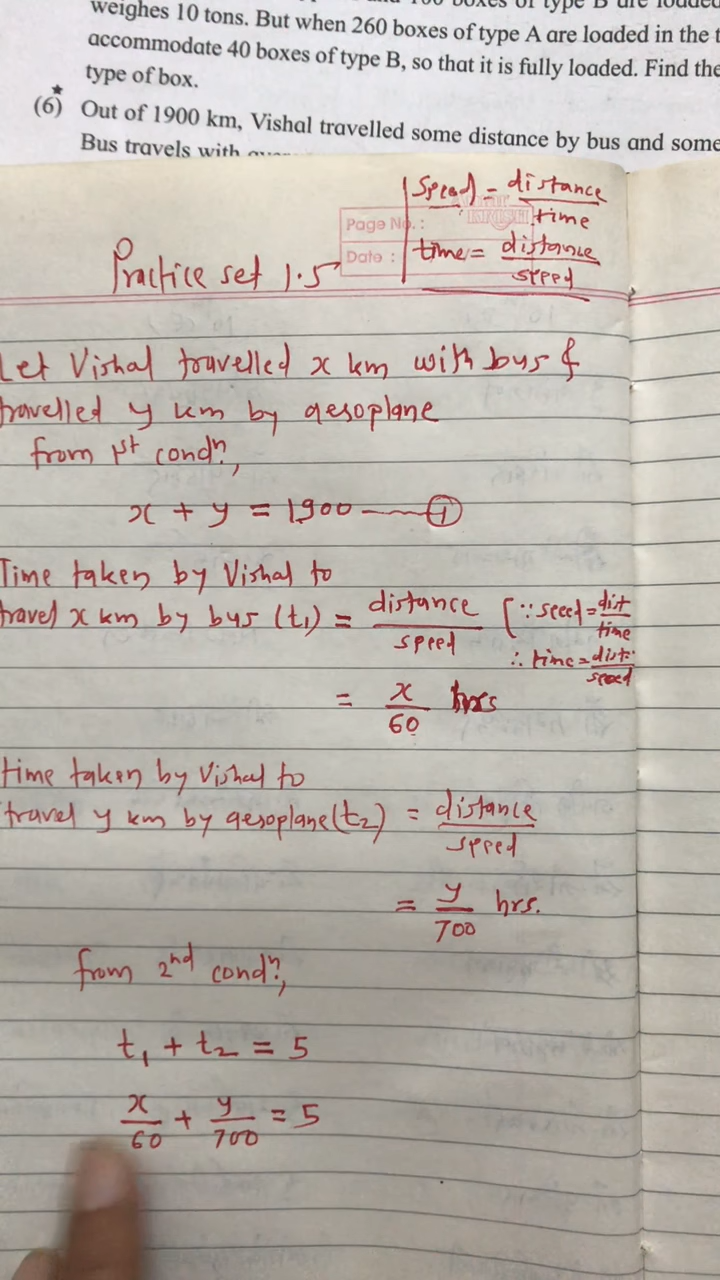 weighes 10 tons. But when 260 boxes of type A are loaded in the t
accommodate 40 boxes of type B, so that it is fully loaded. Find the
type of box.
(6)* Out of 1900 km, Vishal travelled some distance by bus and some
Bus travels with
Speed = distance/time
Page No. :
time = distance/speed
Date :
Practice set 1.5
Let Vishal travelled x km with bus &
travelled y km by aesoplane
from 1st condn,
x + y = 1900 — ①
Time taken by Vishal to
travel x km by bus (t₁) = distance/speed [∵ speed = dist/time
∴ time = dist./speed
= x/60 hrs
time taken by Vishal to
travel y km by aesoplane (t₂) = distance/speed
= y/700 hrs.
from 2nd condn,
t₁ + t₂ = 5
x/60 + y/700 = 5